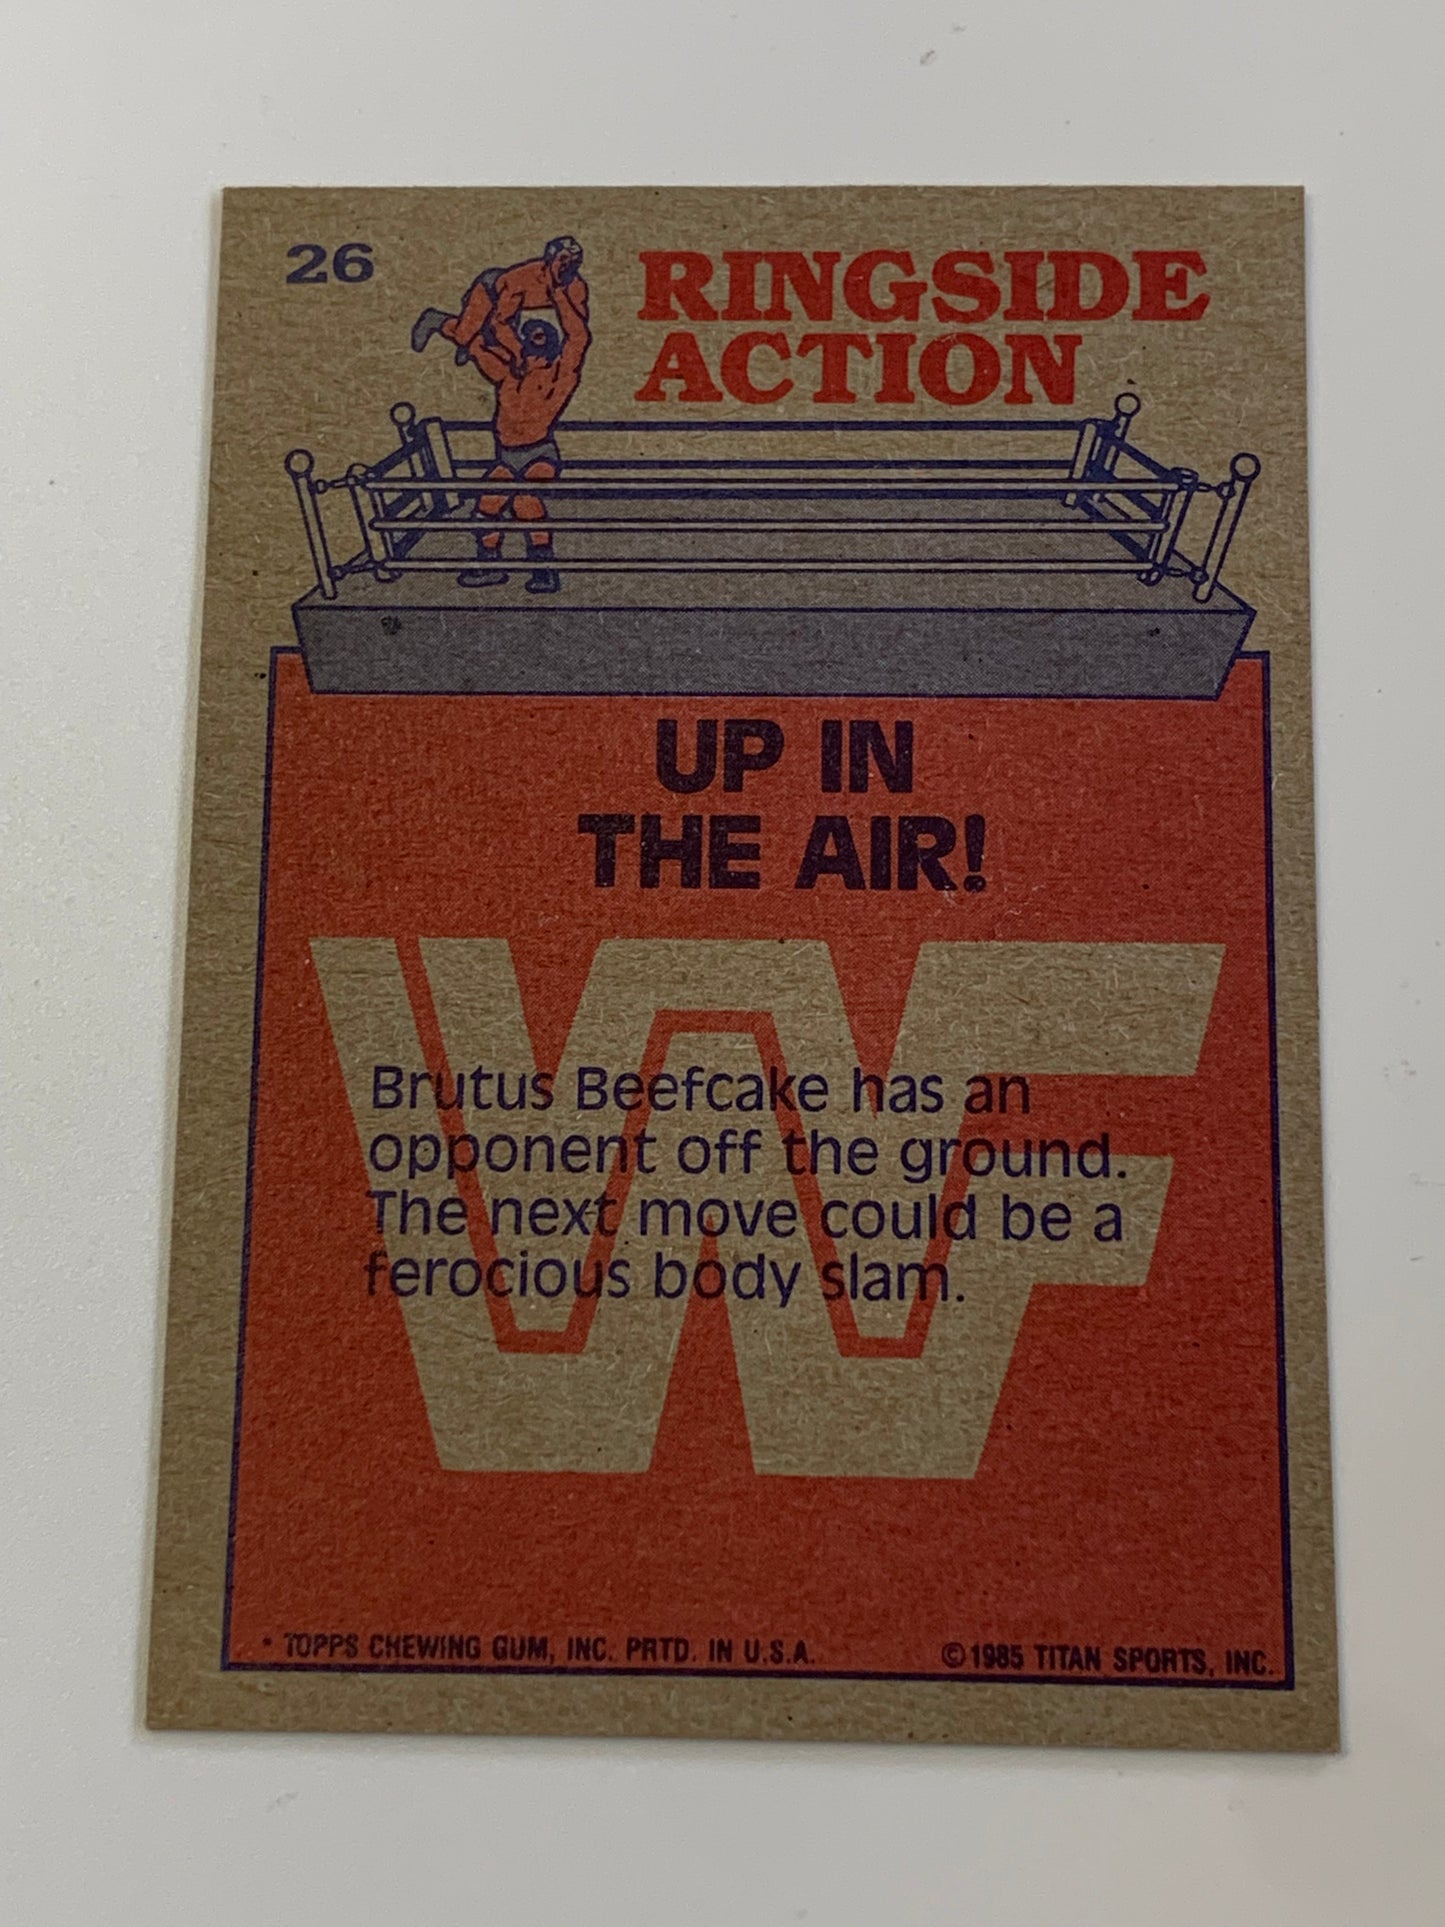 26
RINGSIDE
ACTION
UP IN
THE AIR!
WF
Brutus Beefcake has an
opponent off the ground.
The next move could be a
ferocious body slam.
* TOPPS CHEWING GUM, INC. PRTD. IN U.S.A.
©1985 TITAN SPORTS, INC.